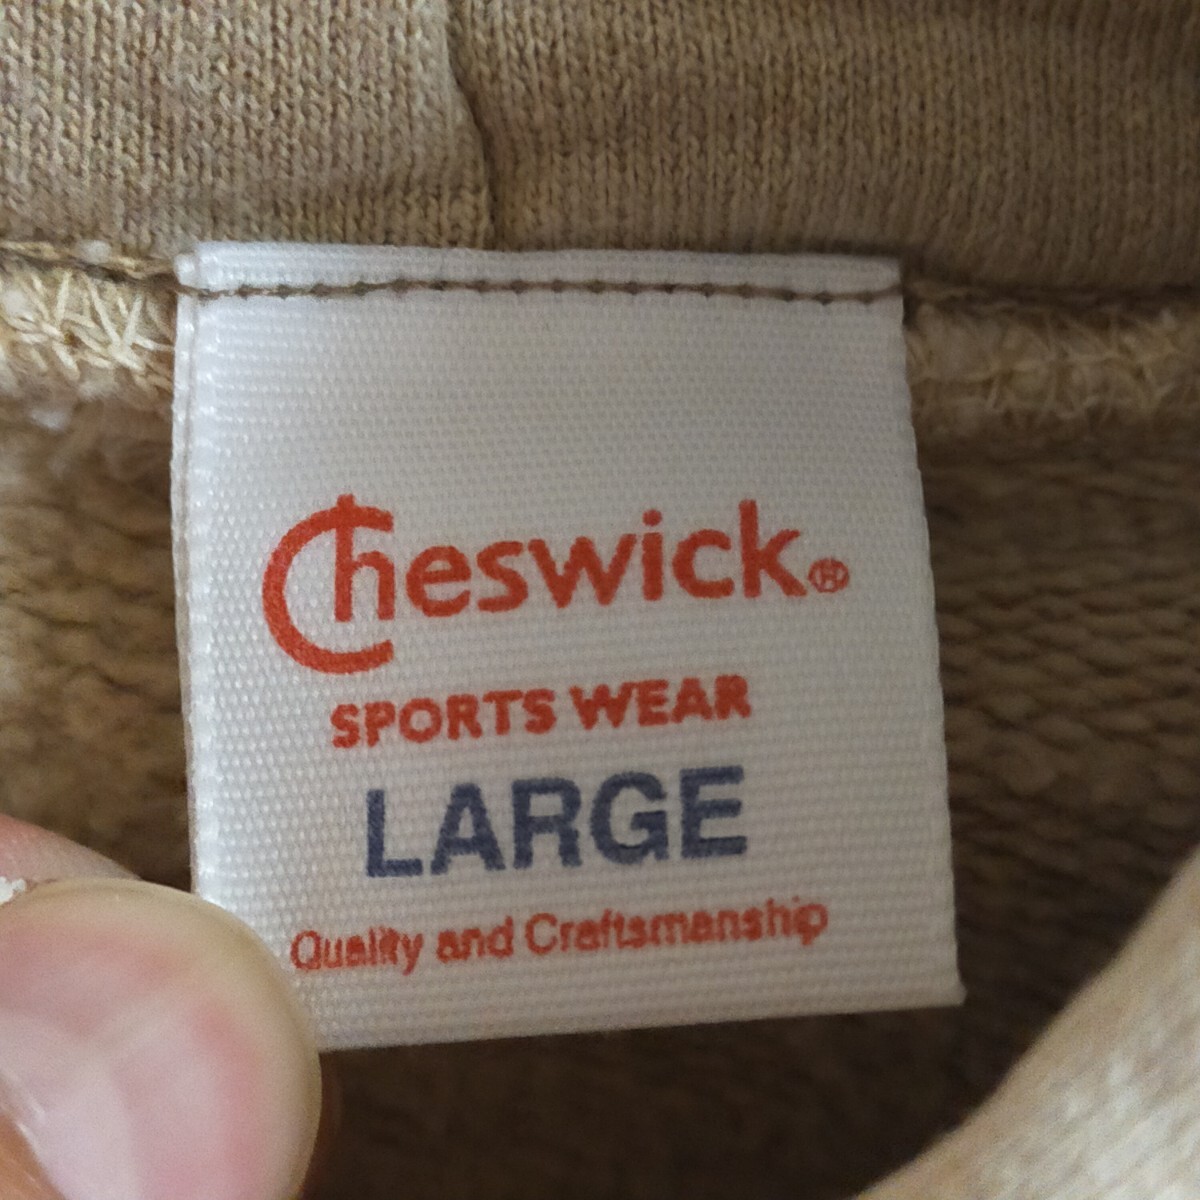 Cheswick®
SPORTS WEAR
LARGE
Quality and Craftsmanship